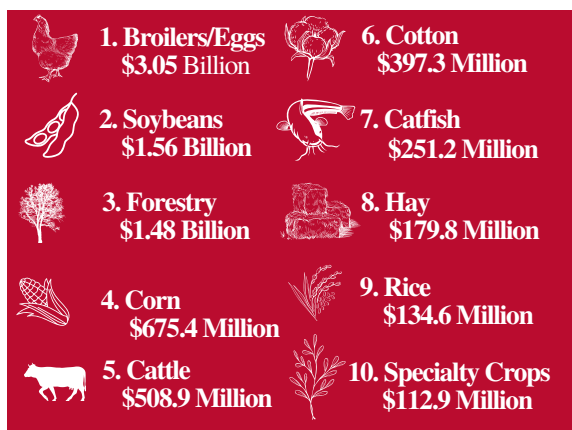 1. Broilers/Eggs
$3.05 Billion
2. Soybeans
$1.56 Billion
3. Forestry
$1.48 Billion
4. Corn
$675.4 Million
5. Cattle
$508.9 Million
6. Cotton
$397.3 Million
7. Catfish
$251.2 Million
8. Hay
$179.8 Million
9. Rice
$134.6 Million
10. Specialty Crops
$112.9 Million